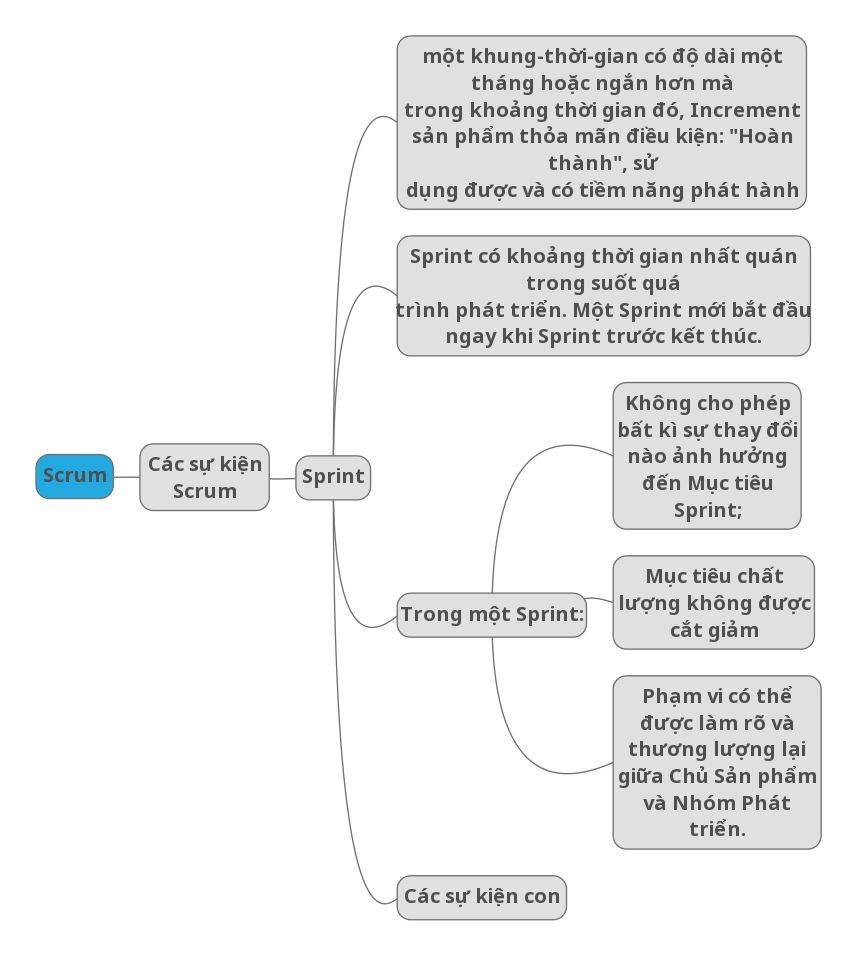 một khung-thời-gian có độ dài một
tháng hoặc ngắn hơn mà
trong khoảng thời gian đó, Increment
sản phẩm thỏa mãn điều kiện: "Hoàn
thành", sử
dụng được và có tiềm năng phát hành
Sprint có khoảng thời gian nhất quán
trong suốt quá
trình phát triển. Một Sprint mới bắt đầu
ngay khi Sprint trước kết thúc.
Không cho phép
bất kì sự thay đổi
nào ảnh hưởng
đến Mục tiêu
Sprint;
Scrum
Các sự kiện
Scrum
Sprint
Mục tiêu chất
lượng không được
cắt giảm
Trong một Sprint:
Phạm vi có thể
được làm rõ và
thương lượng lại
giữa Chủ Sản phẩm
và Nhóm Phát
triển.
Các sự kiện con